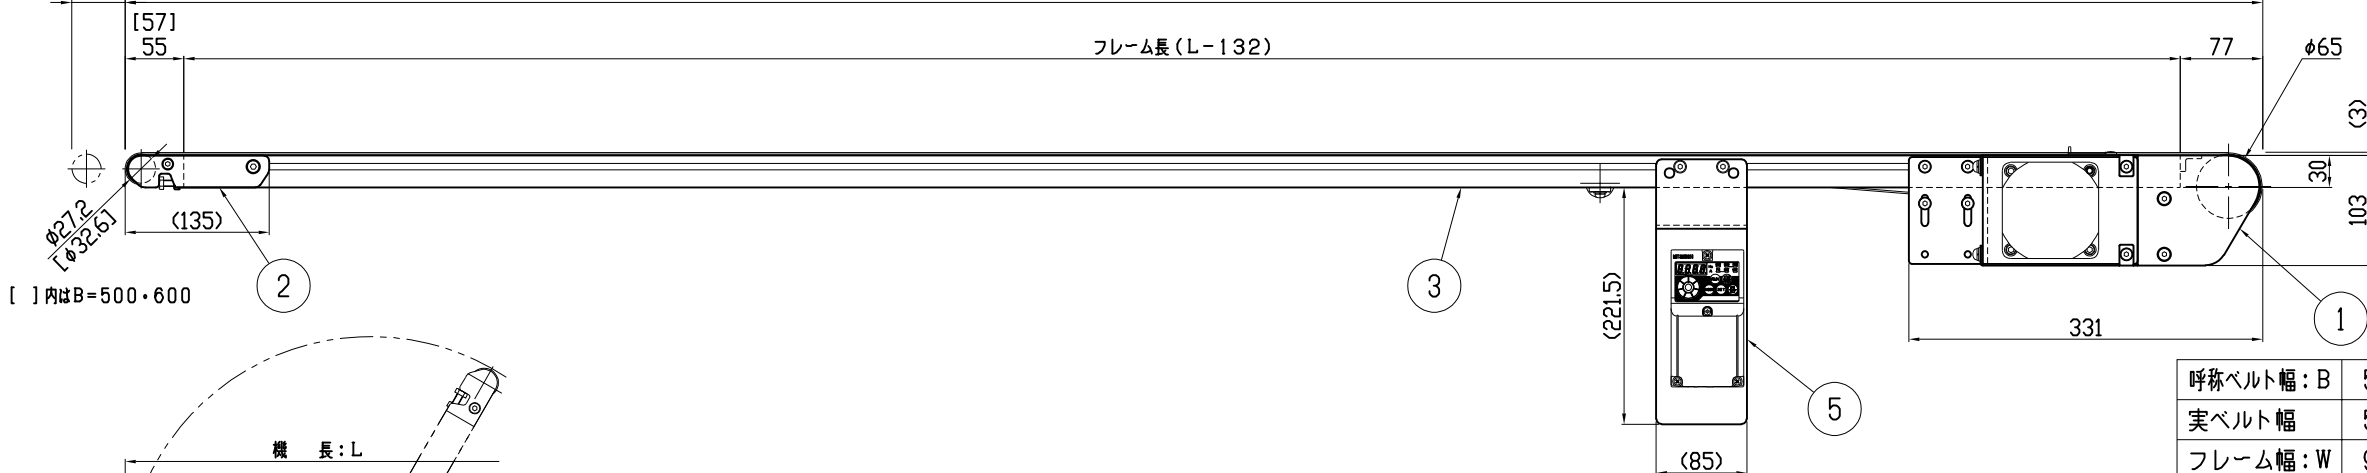 [57]
55
フレーム長(L-132)
77
φ65
(3)
30
103
φ27.2
[φ32.6]
(135)
2
3
(221.5)
331
1
[ ]内はB=500・600
5
(85)
機 長:L
呼称ベルト幅:B
実ベルト幅
フレーム幅:W